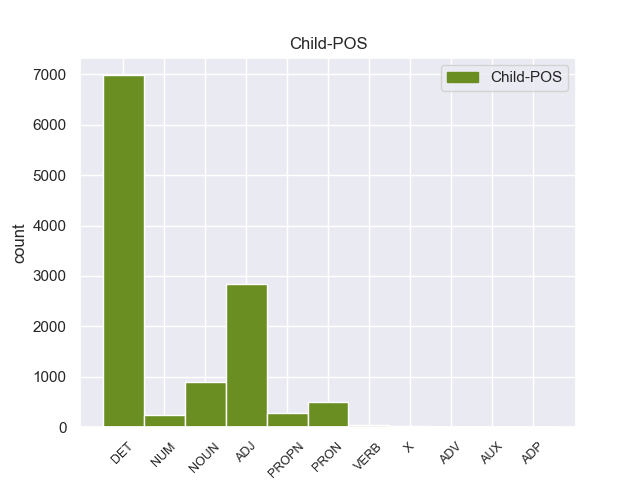 Child-POS
Child-POS
7000
6000
5000
4000
3000
2000
1000
0
count
DET NUM NOUN ADJ PROPN PRON VERB X ADV AUX ADP